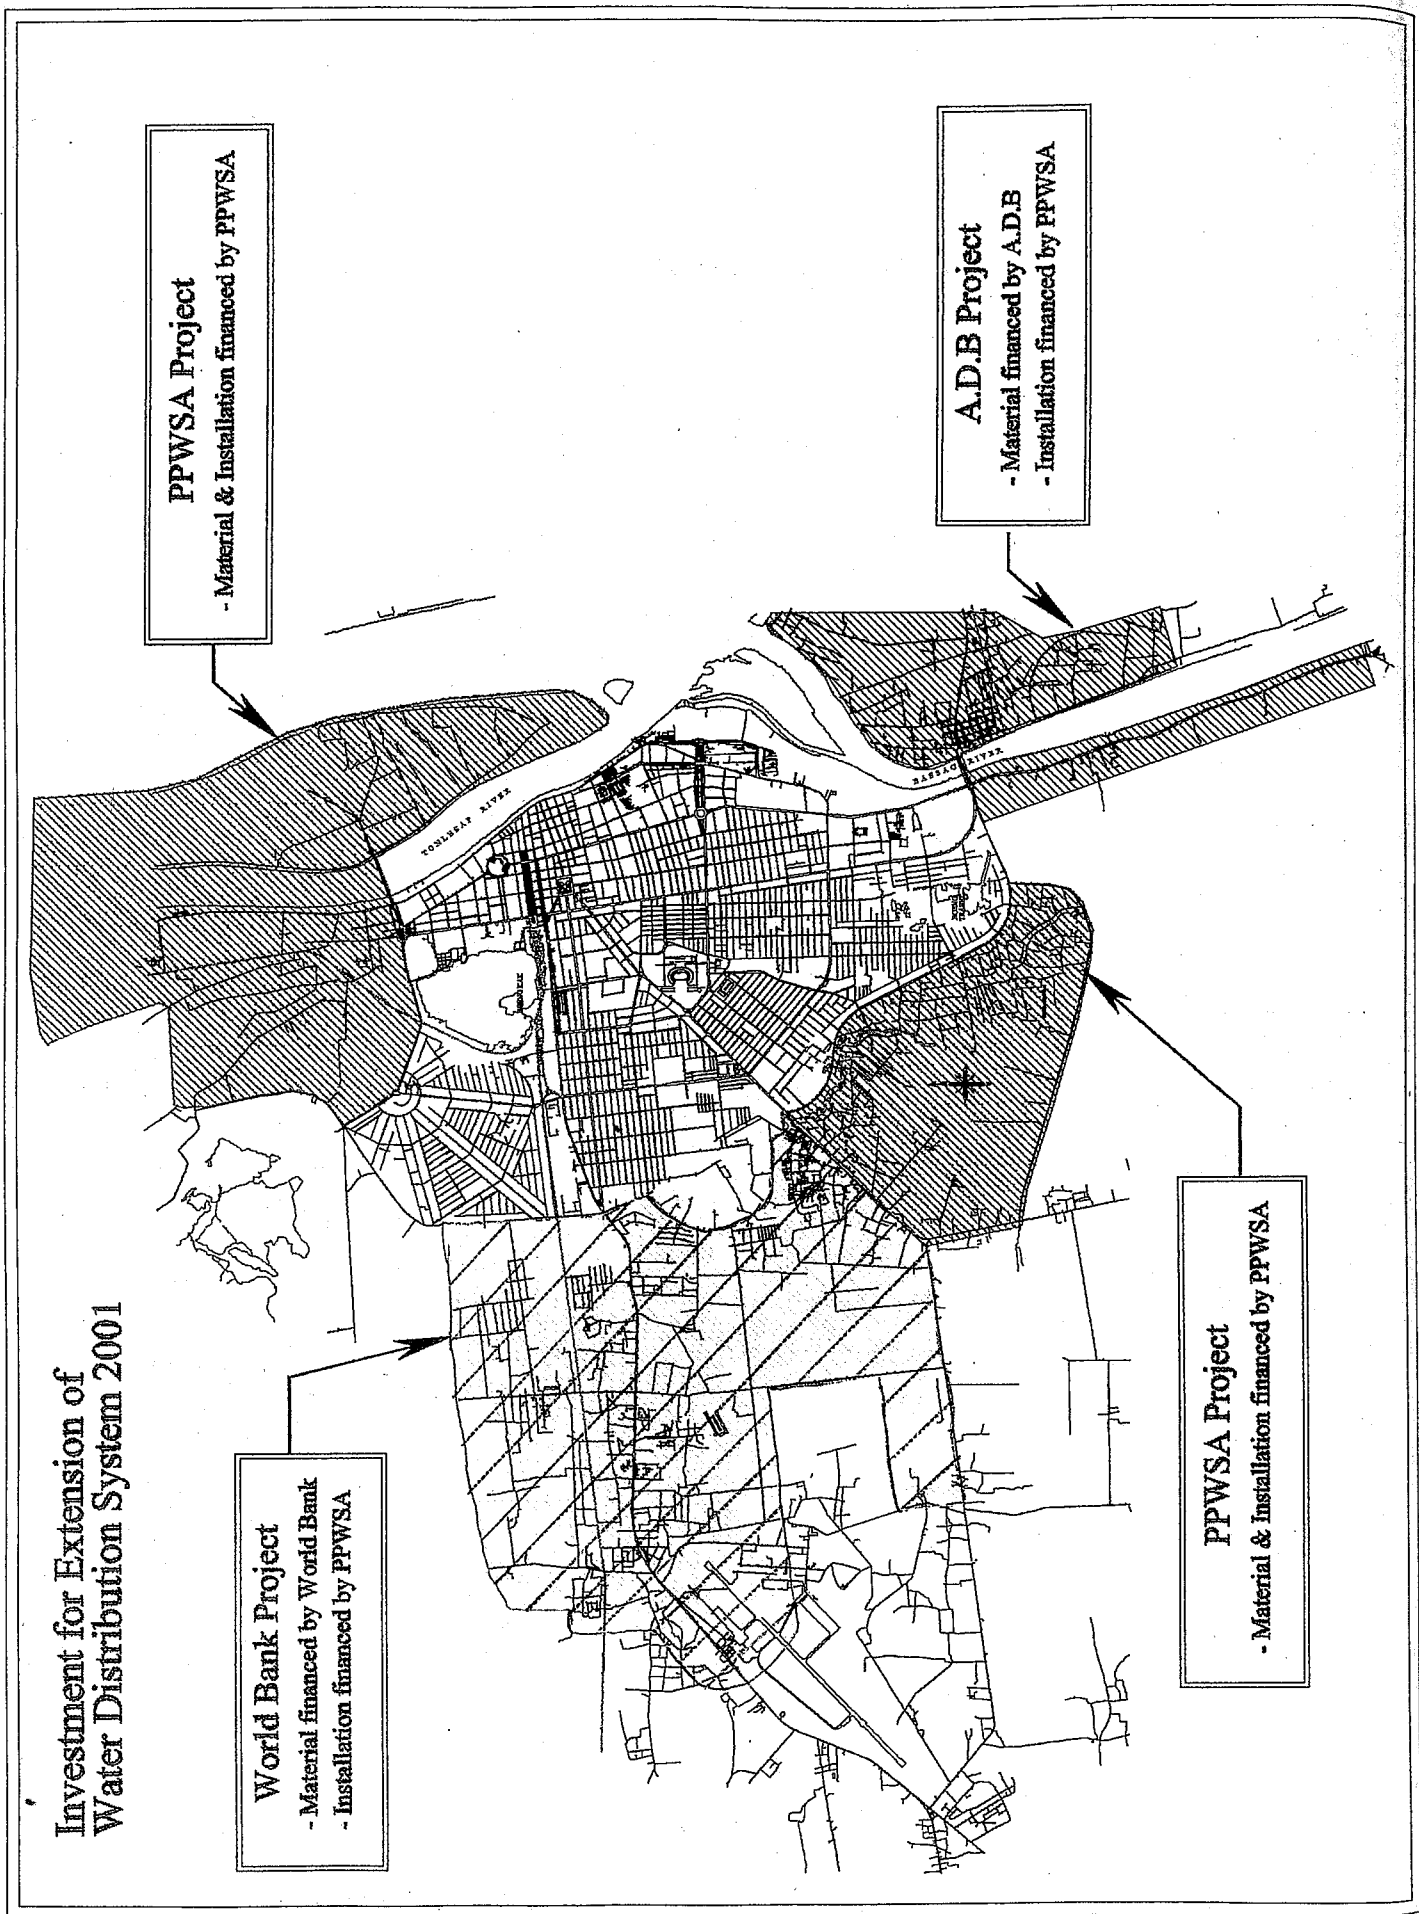 Investment for Extension of
Water Distribution System 2001
PPWSA Project
- Material & Installation financed by PPWSA
World Bank Project
- Material financed by World Bank
- Installation financed by PPWSA
A.D.B Project
- Material financed by A.D.B
- Installation financed by PPWSA
PPWSA Project
- Material & Installation financed by PPWSA
TONLESAP RIVER
BASSAC RIVER